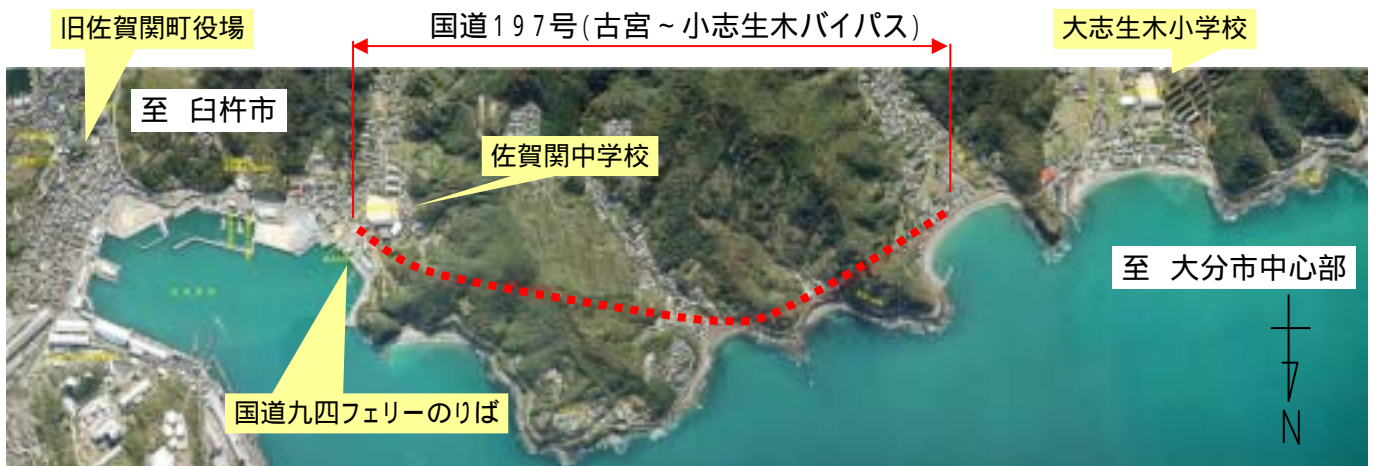 国道197号(古宮~小志生木バイパス)
旧佐賀関町役場
大志生木小学校
至 臼杵市
佐賀関中学校
至 大分市中心部
国道九四フェリーのりば
N